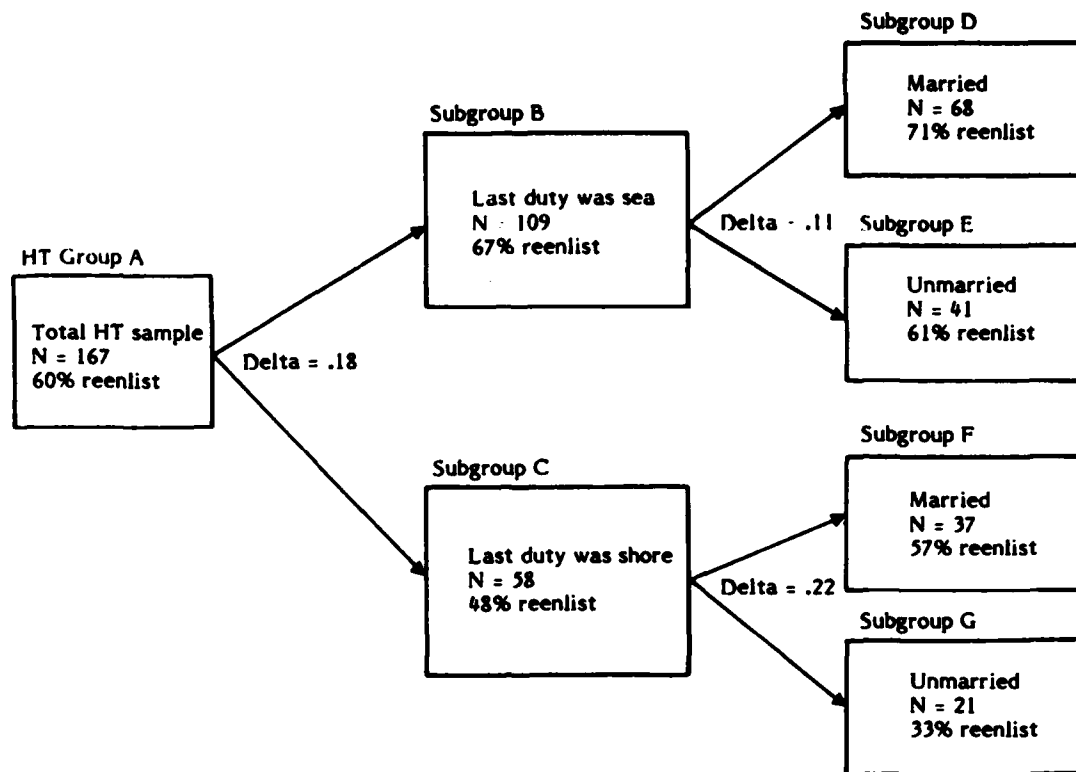 HT Group A
Total HT sample
N = 167
60% reenlist
Delta = .18
Subgroup B
Last duty was sea
N - 109
67% reenlist
Delta - .11
Subgroup C
Last duty was shore
N = 58
48% reenlist
Delta = .22
Subgroup D
Married
N = 68
71% reenlist
Subgroup E
Unmarried
N = 41
61% reenlist
Subgroup F
Married
N = 37
57% reenlist
Subgroup G
Unmarried
N = 21
33% reenlist